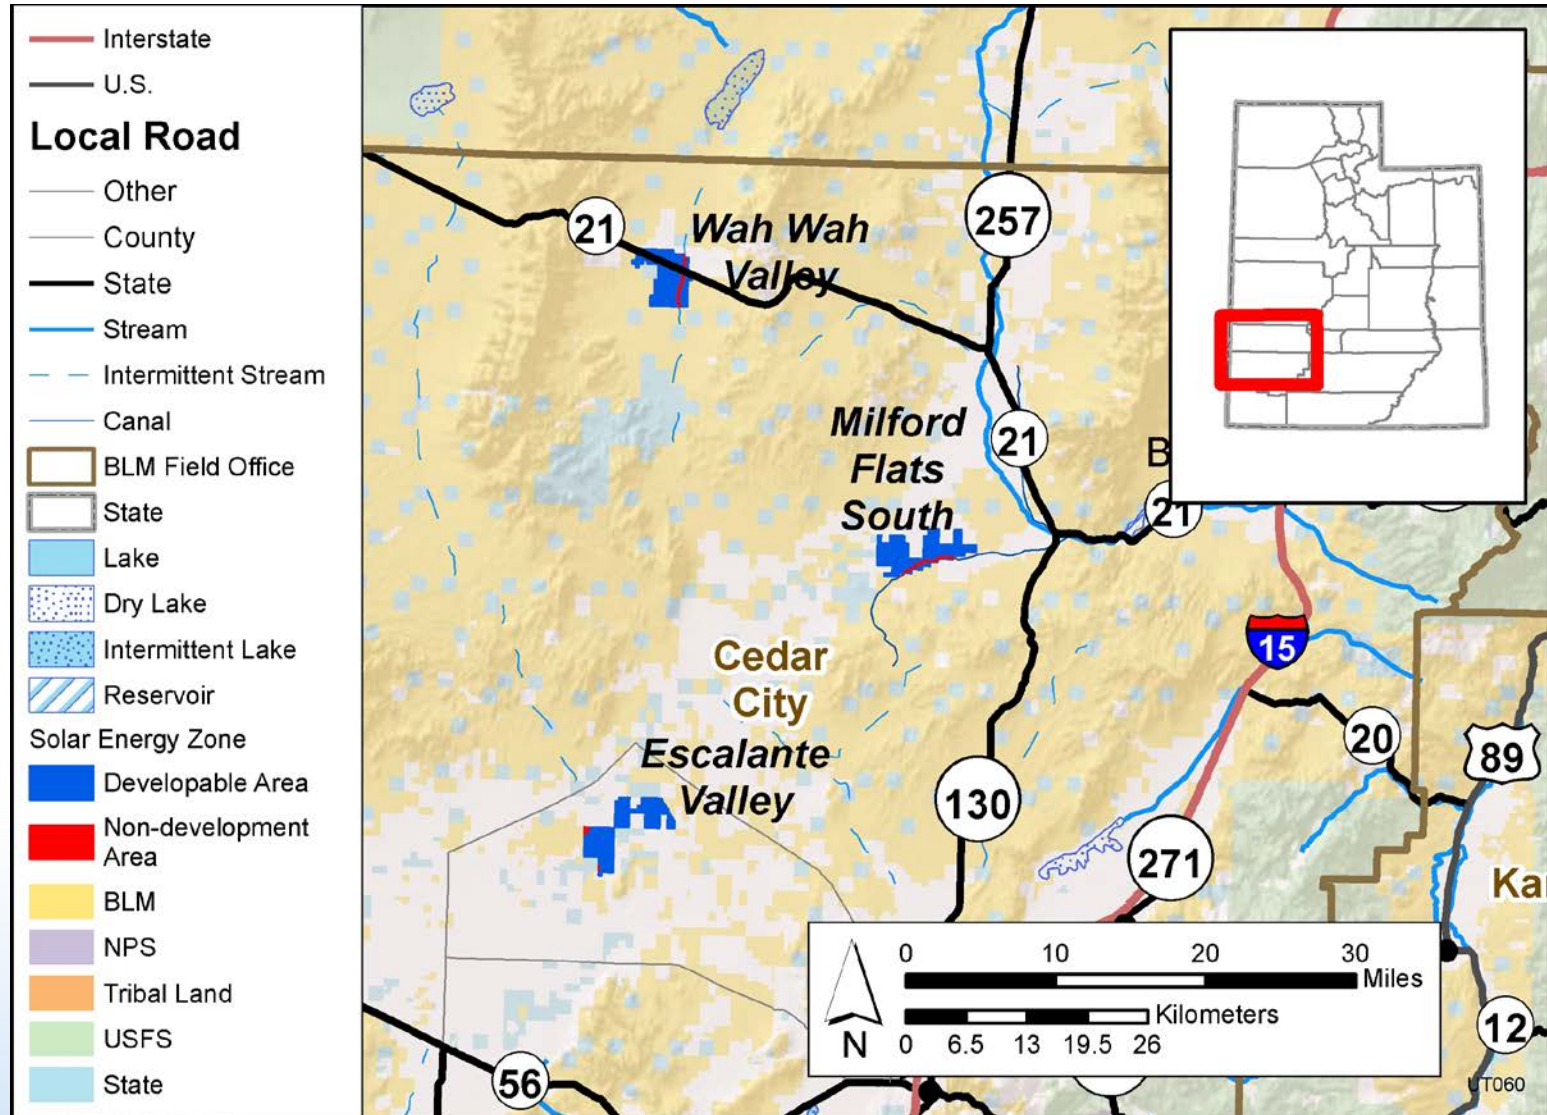 Interstate
U.S.
Local Road
Other
County
State
Stream
Intermittent Stream
Canal
BLM Field Office
State
Lake
Dry Lake
Intermittent Lake
Reservoir
Solar Energy Zone
Developable Area
Non-development
Area
BLM
NPS
Tribal Land
USFS
State
21
Wah Wah
Valley
257
Milford
Flats
South
21
B
21
15
Cedar
City
Escalante
Valley
20
89
130
271
Kan
0 10 20 30
Miles
Kilometers
0 6.5 13 19.5 26
N
12
56
UT060